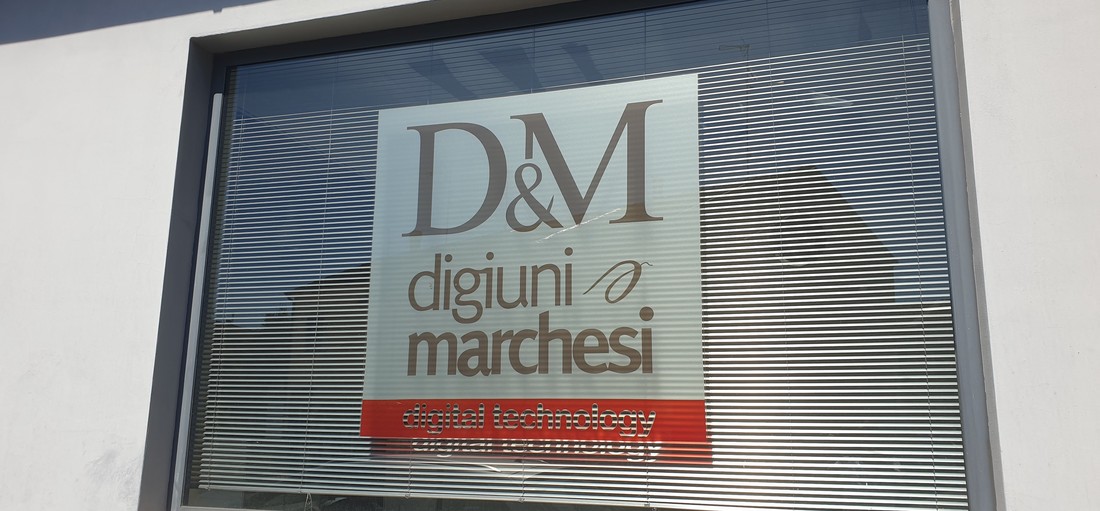 D&M
digiuni
marchesi
digital technology